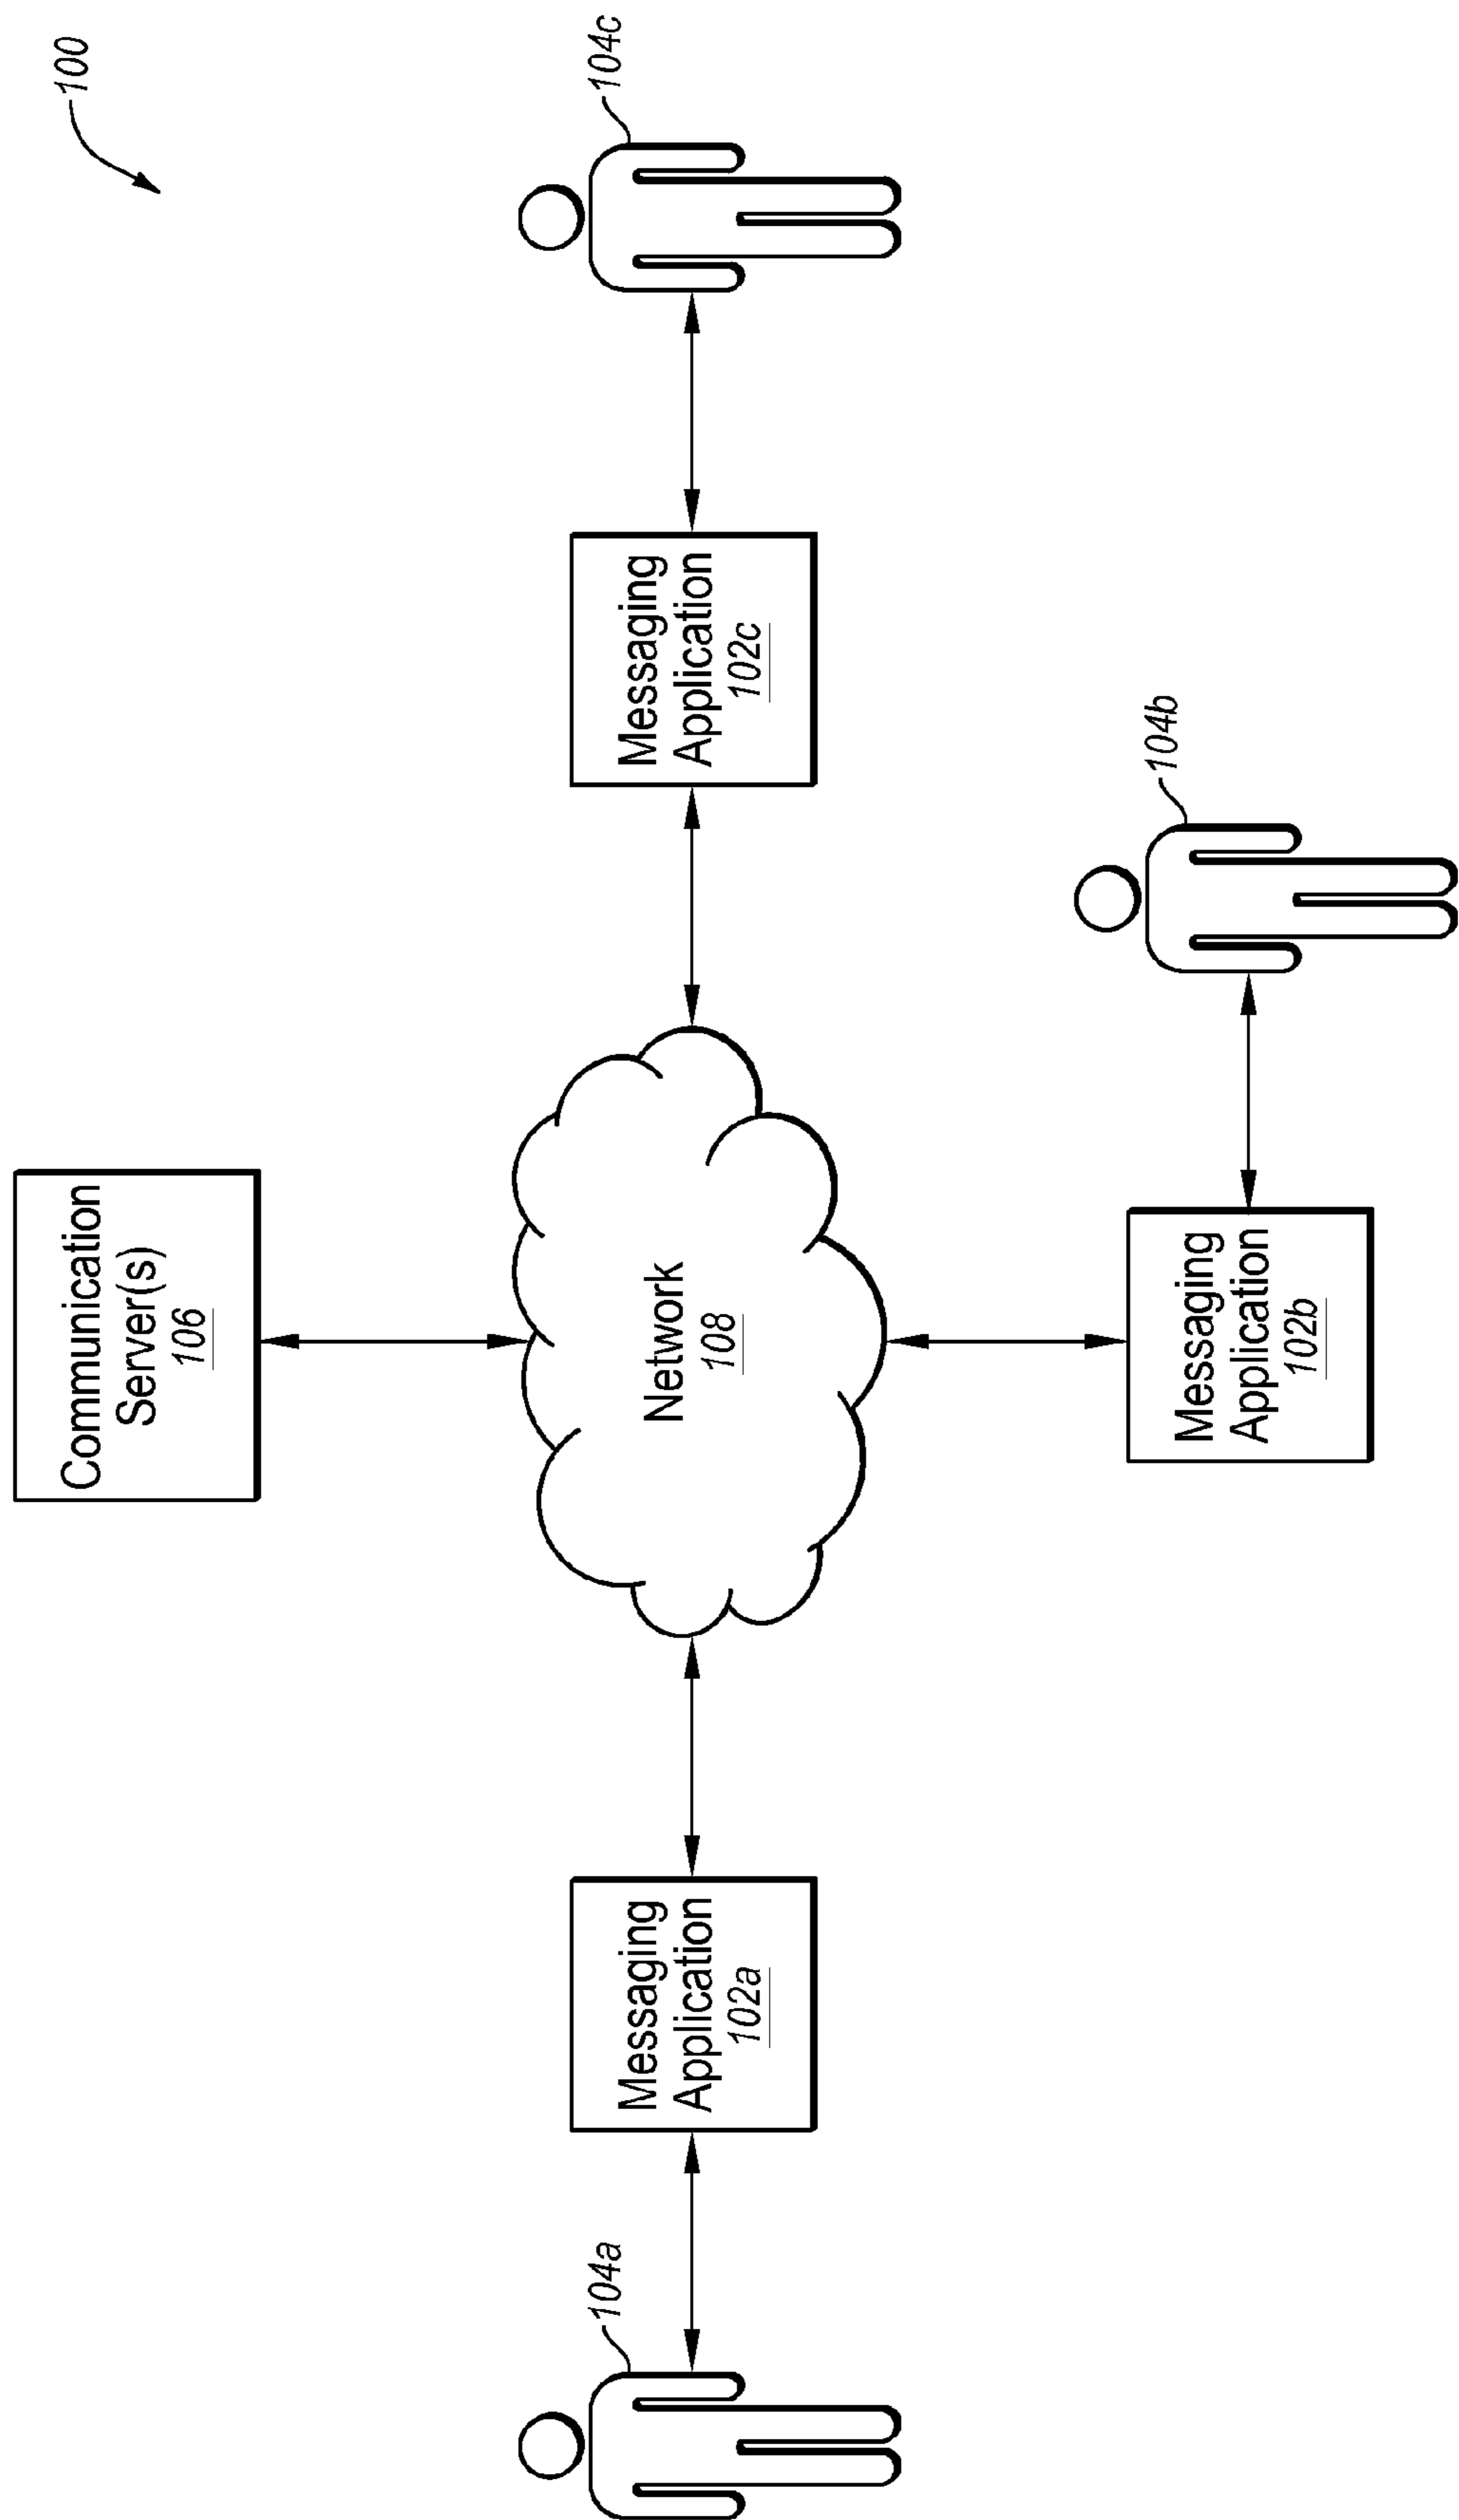 100
Communication
Server(s)
106
104a
Messaging
Application
102a
Network
108
Messaging
Application
102c
104c
Messaging
Application
102b
104b